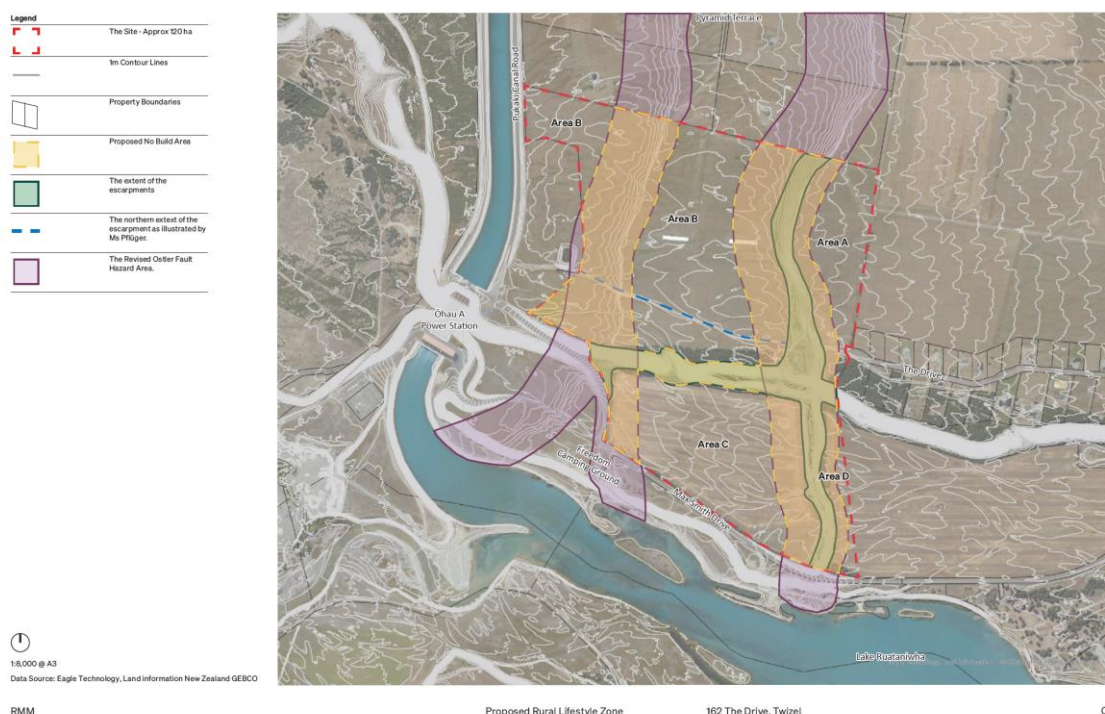 Legend
The Site - Approx 120 ha
1m Contour Lines
Property Boundaries
Proposed No Build Area
The extent of the
escarpments
The northern extext of the
escarpment as illustrated by
Ms Pflüger.
The Revised Ostler Fault
Hazard Area.
1:8,000 @ A3
Data Source: Eagle Technology, Land information New Zealand GEBCO
Pyramid Terrace
Pukaki Canal Road
Area B
Area B
Area A
Ōhau A
Power Station
The Drive
Area C
Freedom
Camping Ground
Max Smith Drive
Area D
Lake Ruataniwha
RMM
Proposed Rural Lifestyle Zone
162 The Drive, Twizel